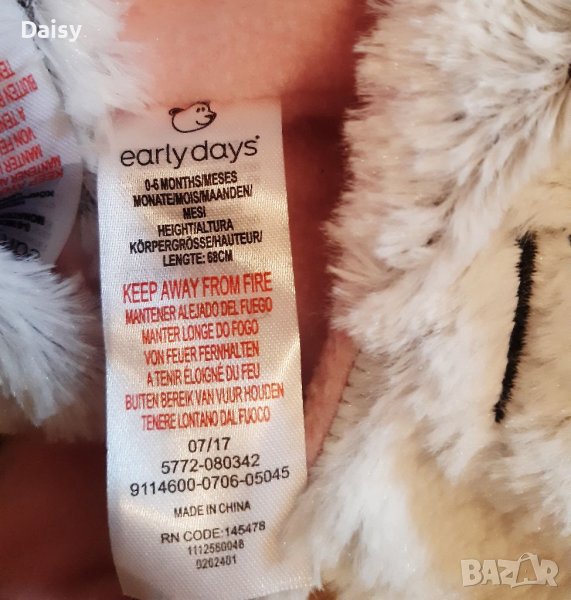 Daisy
early days
0-6 MONTHS/MESES
MONATE/MOIS/MAANDEN/
MESI
HEIGHT/ALTURA
KÖRPERGRÖSSE/HAUTEUR/
LENGTE: 68CM
KEEP AWAY FROM FIRE
MANTENER ALEJADO DEL FUEGO
MANTER LONGE DO FOGO
VON FEUER FERNHALTEN
A TENIR ÉLOIGNÉ DU FEU
BUITEN BEREIK VAN VUUR HOUDEN
TENERE LONTANO DAL FUOCO
07/17
5772-080342
9114600-0706-05045
MADE IN CHINA
RN CODE:145478
1112580048
0202401
BAZAR